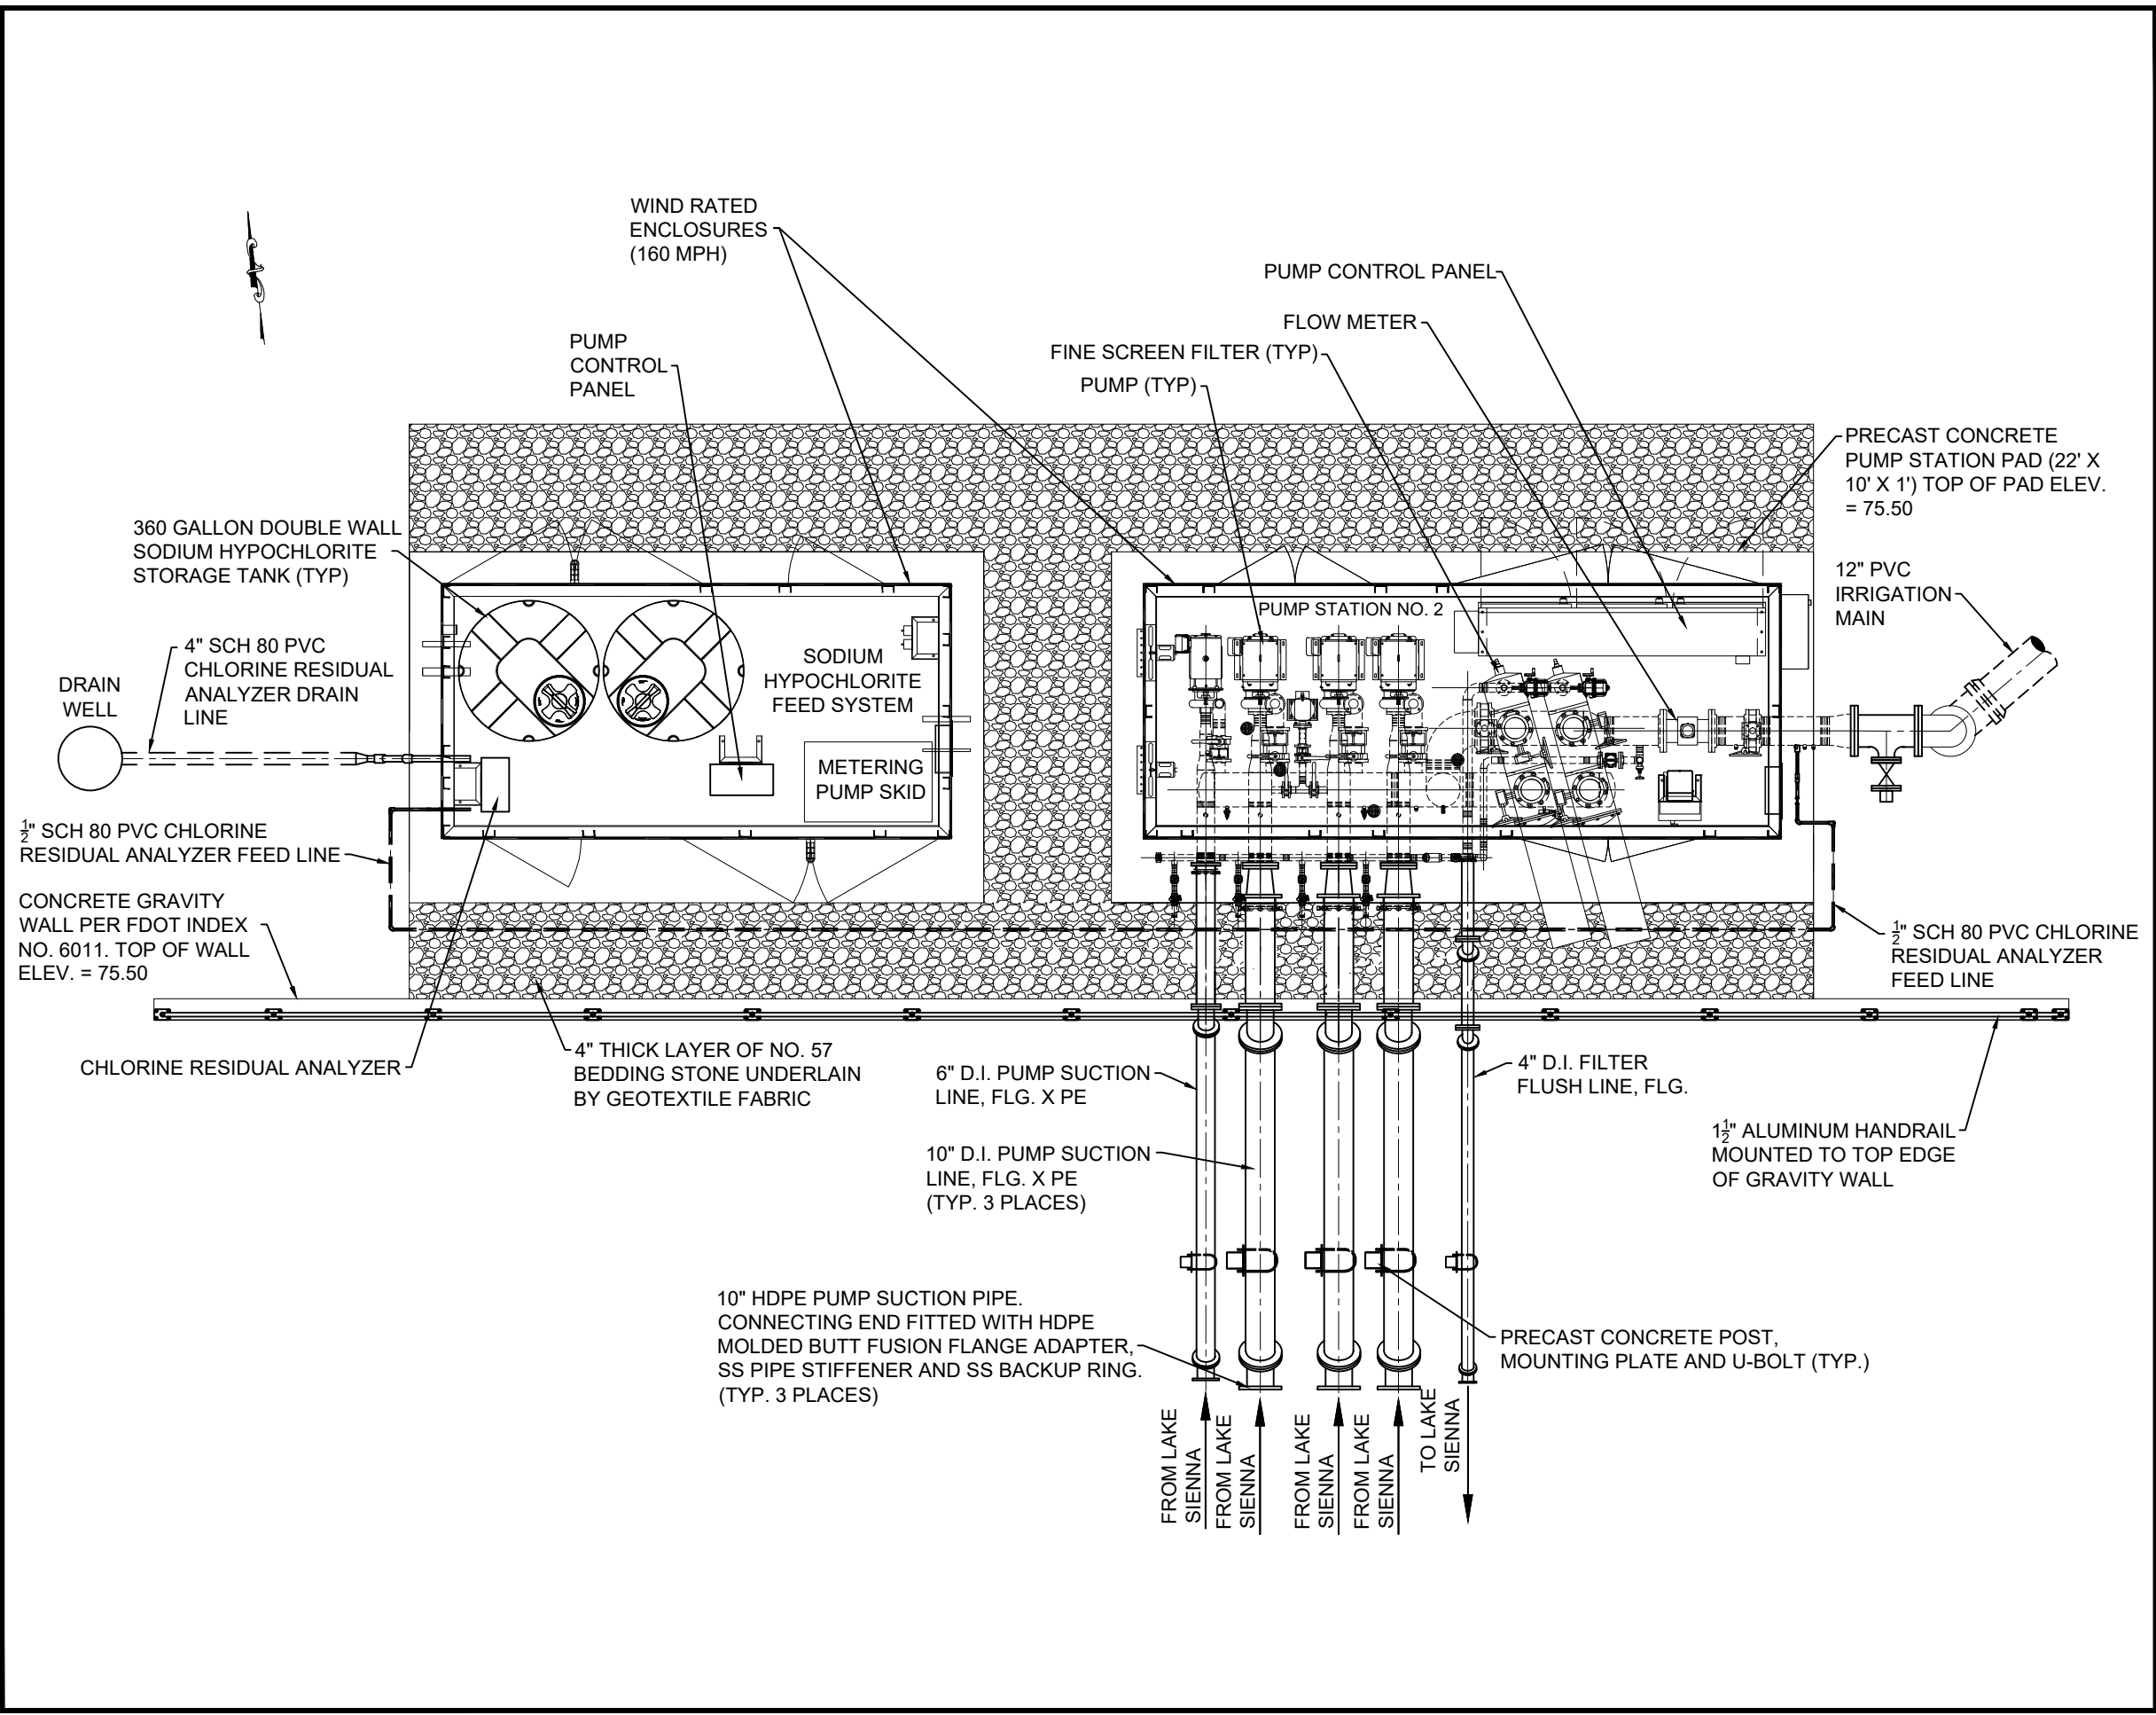 WIND RATED
ENCLOSURES
(160 MPH)
PUMP CONTROL PANEL
FLOW METER
FINE SCREEN FILTER (TYP)
PUMP (TYP)
PUMP
CONTROL
PANEL
PRECAST CONCRETE
PUMP STATION PAD (22' X
10' X 1') TOP OF PAD ELEV.
= 75.50
360 GALLON DOUBLE WALL
SODIUM HYPOCHLORITE
STORAGE TANK (TYP)
12" PVC
IRRIGATION
MAIN
PUMP STATION NO. 2
4" SCH 80 PVC
CHLORINE RESIDUAL
ANALYZER DRAIN
LINE
DRAIN
WELL
SODIUM
HYPOCHLORITE
FEED SYSTEM
METERING
PUMP SKID
½" SCH 80 PVC CHLORINE
RESIDUAL ANALYZER FEED LINE
CONCRETE GRAVITY
WALL PER FDOT INDEX
NO. 6011. TOP OF WALL
ELEV. = 75.50
½" SCH 80 PVC CHLORINE
RESIDUAL ANALYZER
FEED LINE
CHLORINE RESIDUAL ANALYZER
4" THICK LAYER OF NO. 57
BEDDING STONE UNDERLAIN
BY GEOTEXTILE FABRIC
6" D.I. PUMP SUCTION
LINE, FLG. X PE
4" D.I. FILTER
FLUSH LINE, FLG.
1½" ALUMINUM HANDRAIL
MOUNTED TO TOP EDGE
OF GRAVITY WALL
10" D.I. PUMP SUCTION
LINE, FLG. X PE
(TYP. 3 PLACES)
10" HDPE PUMP SUCTION PIPE.
CONNECTING END FITTED WITH HDPE
MOLDED BUTT FUSION FLANGE ADAPTER,
SS PIPE STIFFENER AND SS BACKUP RING.
(TYP. 3 PLACES)
PRECAST CONCRETE POST,
MOUNTING PLATE AND U-BOLT (TYP.)
FROM LAKE
SIENNA
FROM LAKE
SIENNA
FROM LAKE
SIENNA
FROM LAKE
SIENNA
TO LAKE
SIENNA